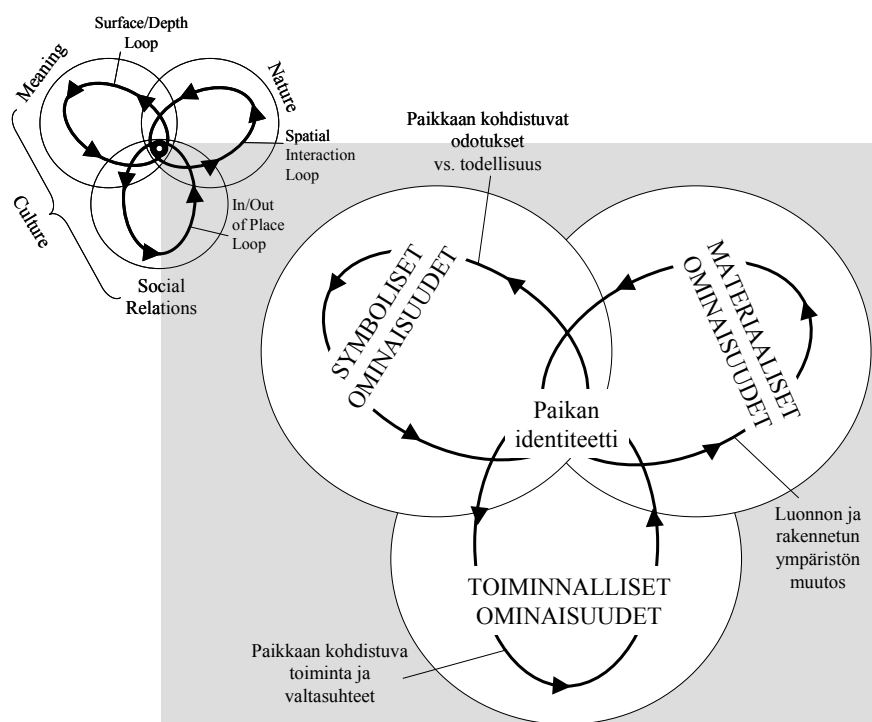 Surface/Depth
Loop
Meaning
Nature
Spatial
Interaction
Loop
In/Out
of Place
Loop
Culture
Social
Relations
Paikkaan kohdistuvat
odotukset
vs. todellisuus
SYMBOLISET
OMINAISUUDET
MATERIAALISET
OMINAISUUDET
Paikan
identiteetti
Luonnon ja
rakennetun
ympäristön
muutos
TOIMINNALLISET
OMINAISUUDET
Paikkaan kohdistuva
toiminta ja
valtasuhteet